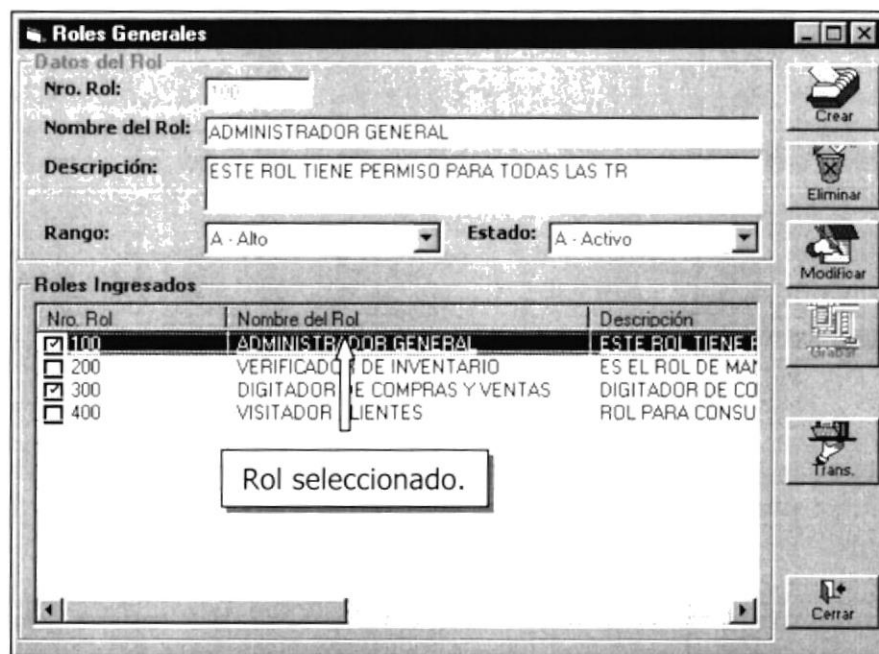 Roles Generales
Datos del Rol
Nro. Rol:
100
Nombre del Rol:
ADMINISTRADOR GENERAL
Descripción:
ESTE ROL TIENE PERMISO PARA TODAS LAS TR
Rango:
A - Alto
Estado:
A - Activo
Crear
Eliminar
Modificar
Grabar
Trans.
Cerrar
Roles Ingresados
Nro. Rol Nombre del Rol Descripción
100 ADMINISTRADOR GENERAL ESTE ROL TIENE P
200 VERIFICADOR DE INVENTARIO ES EL ROL DE MAN
300 DIGITADOR DE COMPRAS Y VENTAS DIGITADOR DE CO
400 VISITADOR CLIENTES ROL PARA CONSU
Rol seleccionado.